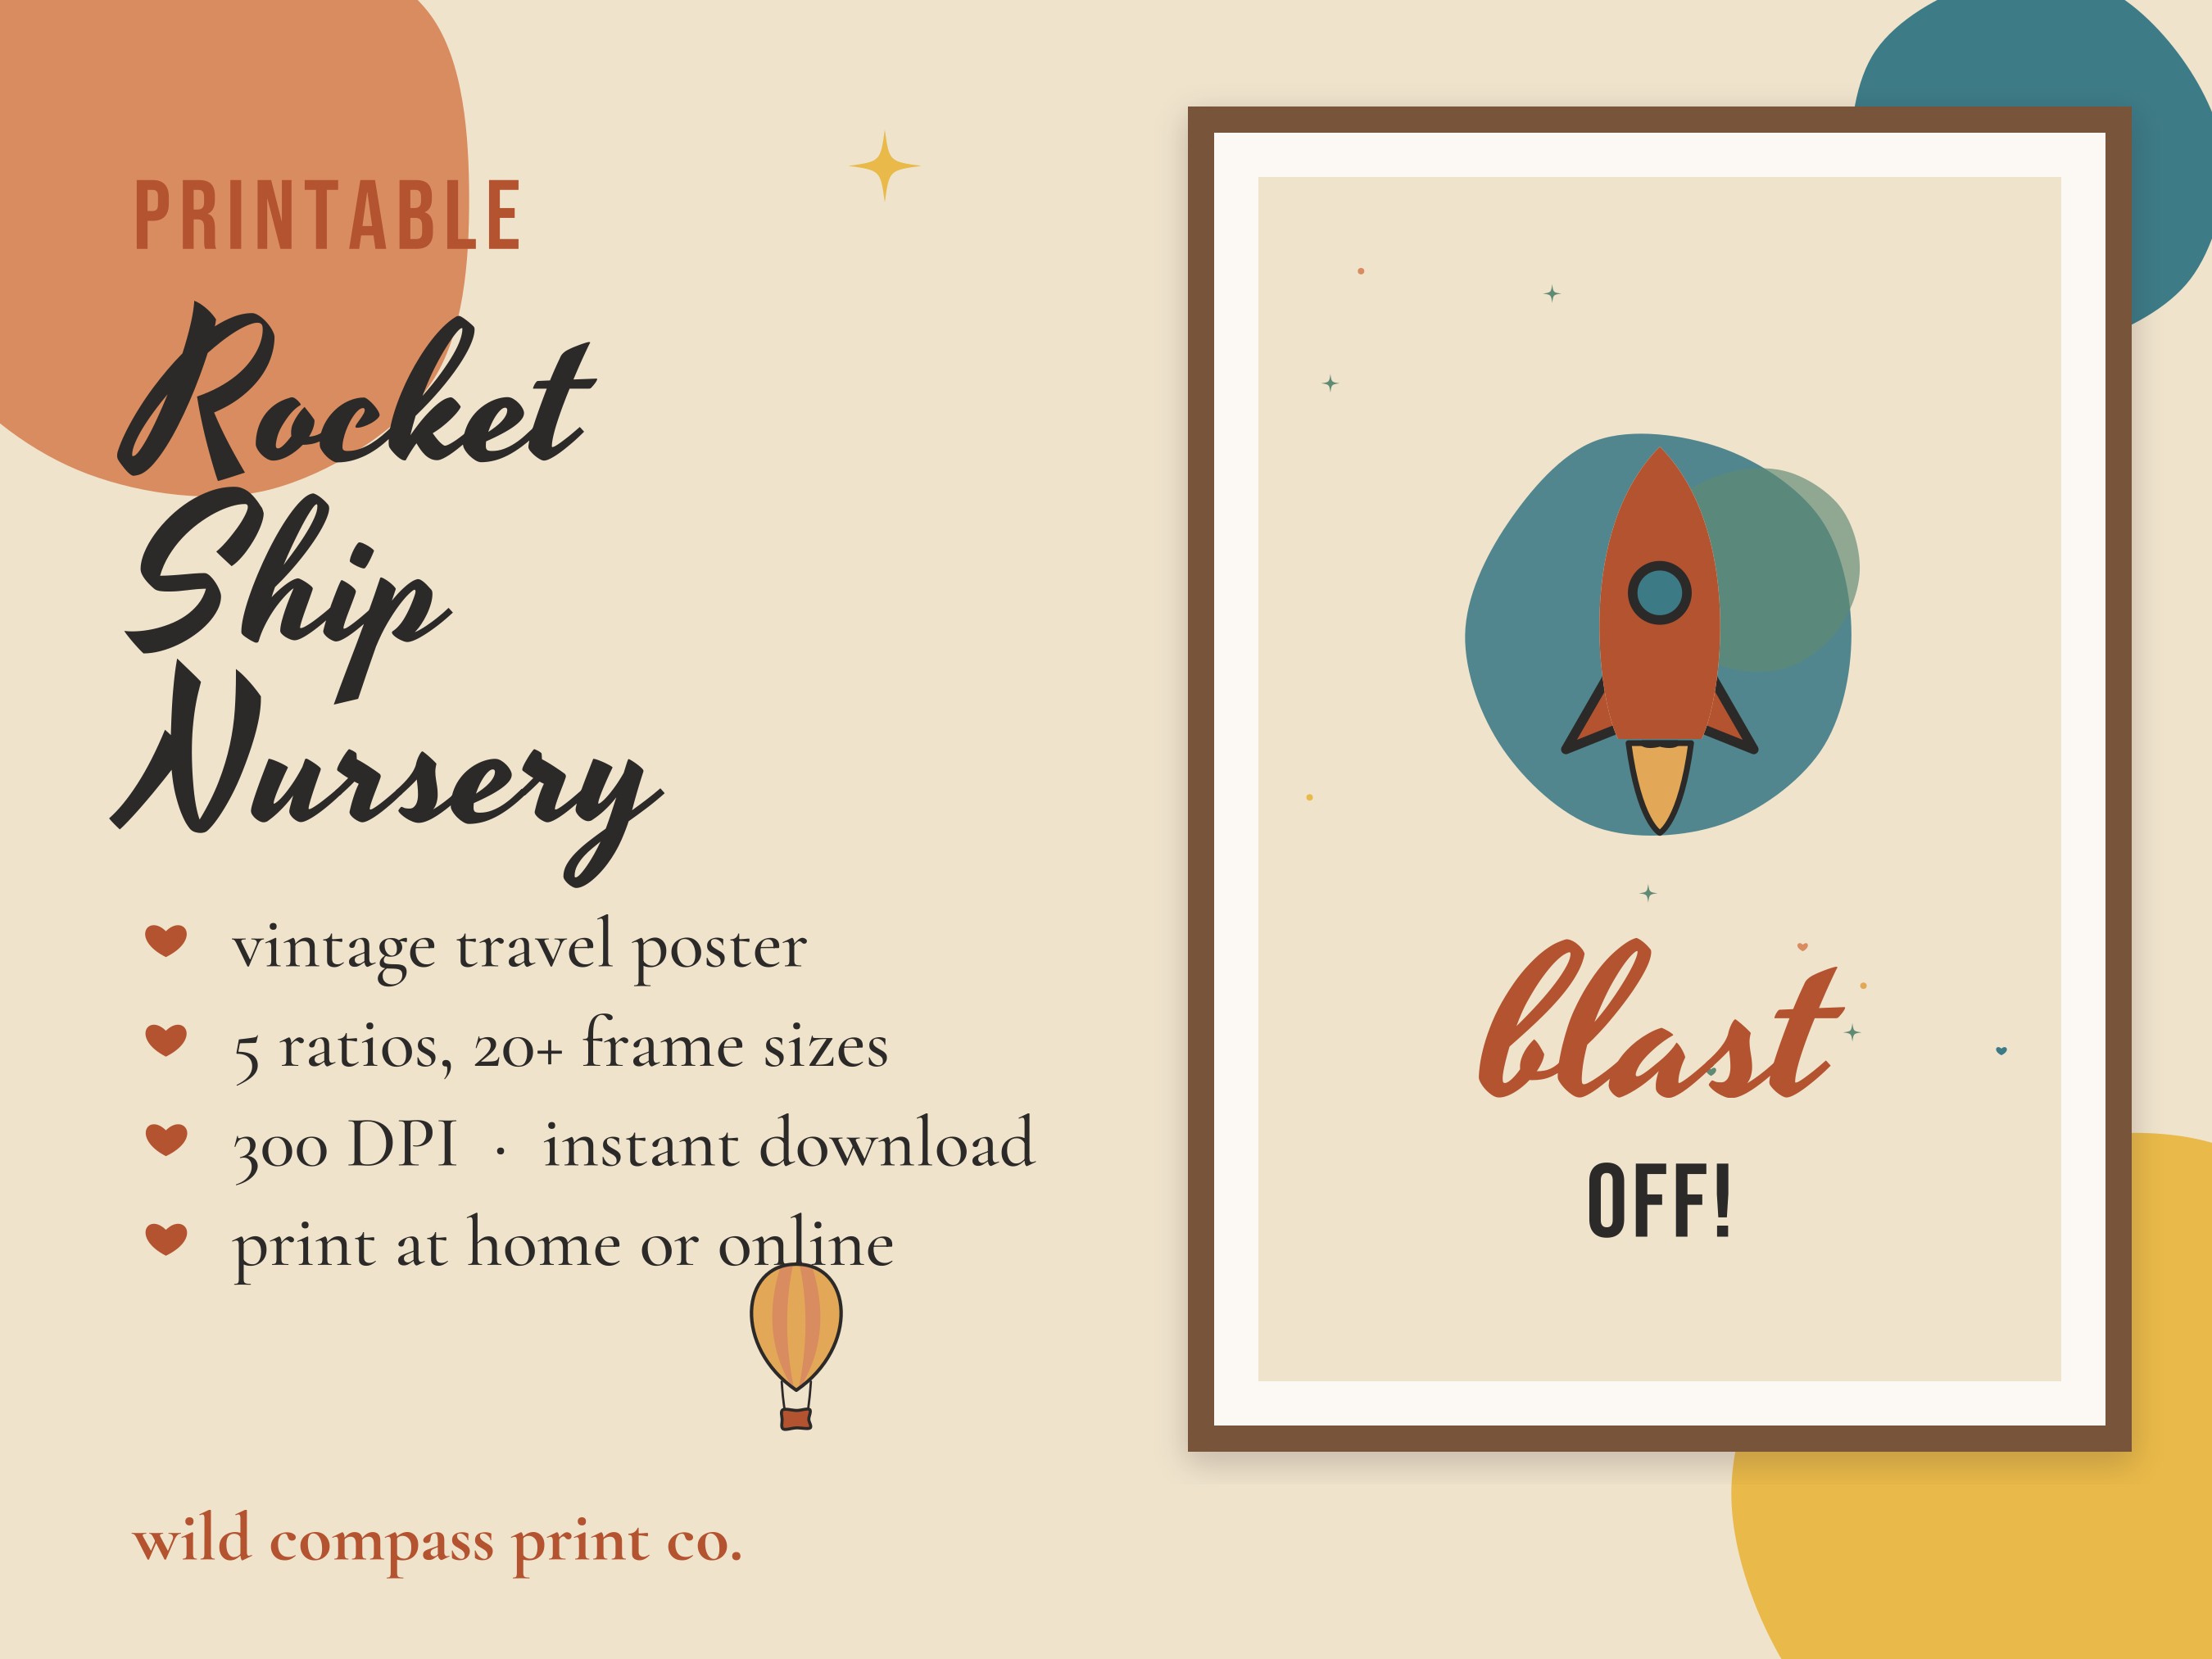 PRINTABLE
Rocket
Ship
Nursery
vintage travel poster
5 ratios, 20+ frame sizes
300 DPI · instant download
print at home or online
wild compass print co.
blast
OFF!